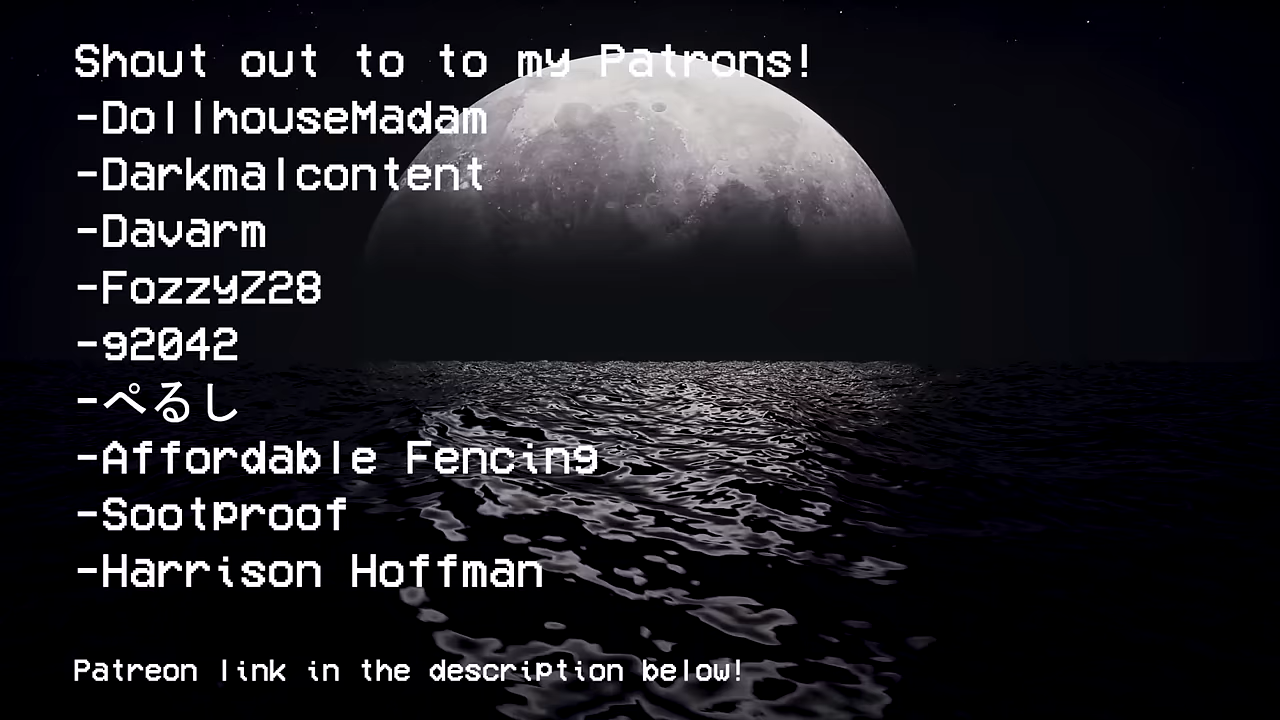 Shout out to to my Patrons!
-DollhouseMadam
-Darkmalcontent
-Davarm
-FozzyZ28
-g2042
-ぺるし
-Affordable Fencing
-Sootproof
-Harrison Hoffman
Patreon link in the description below!